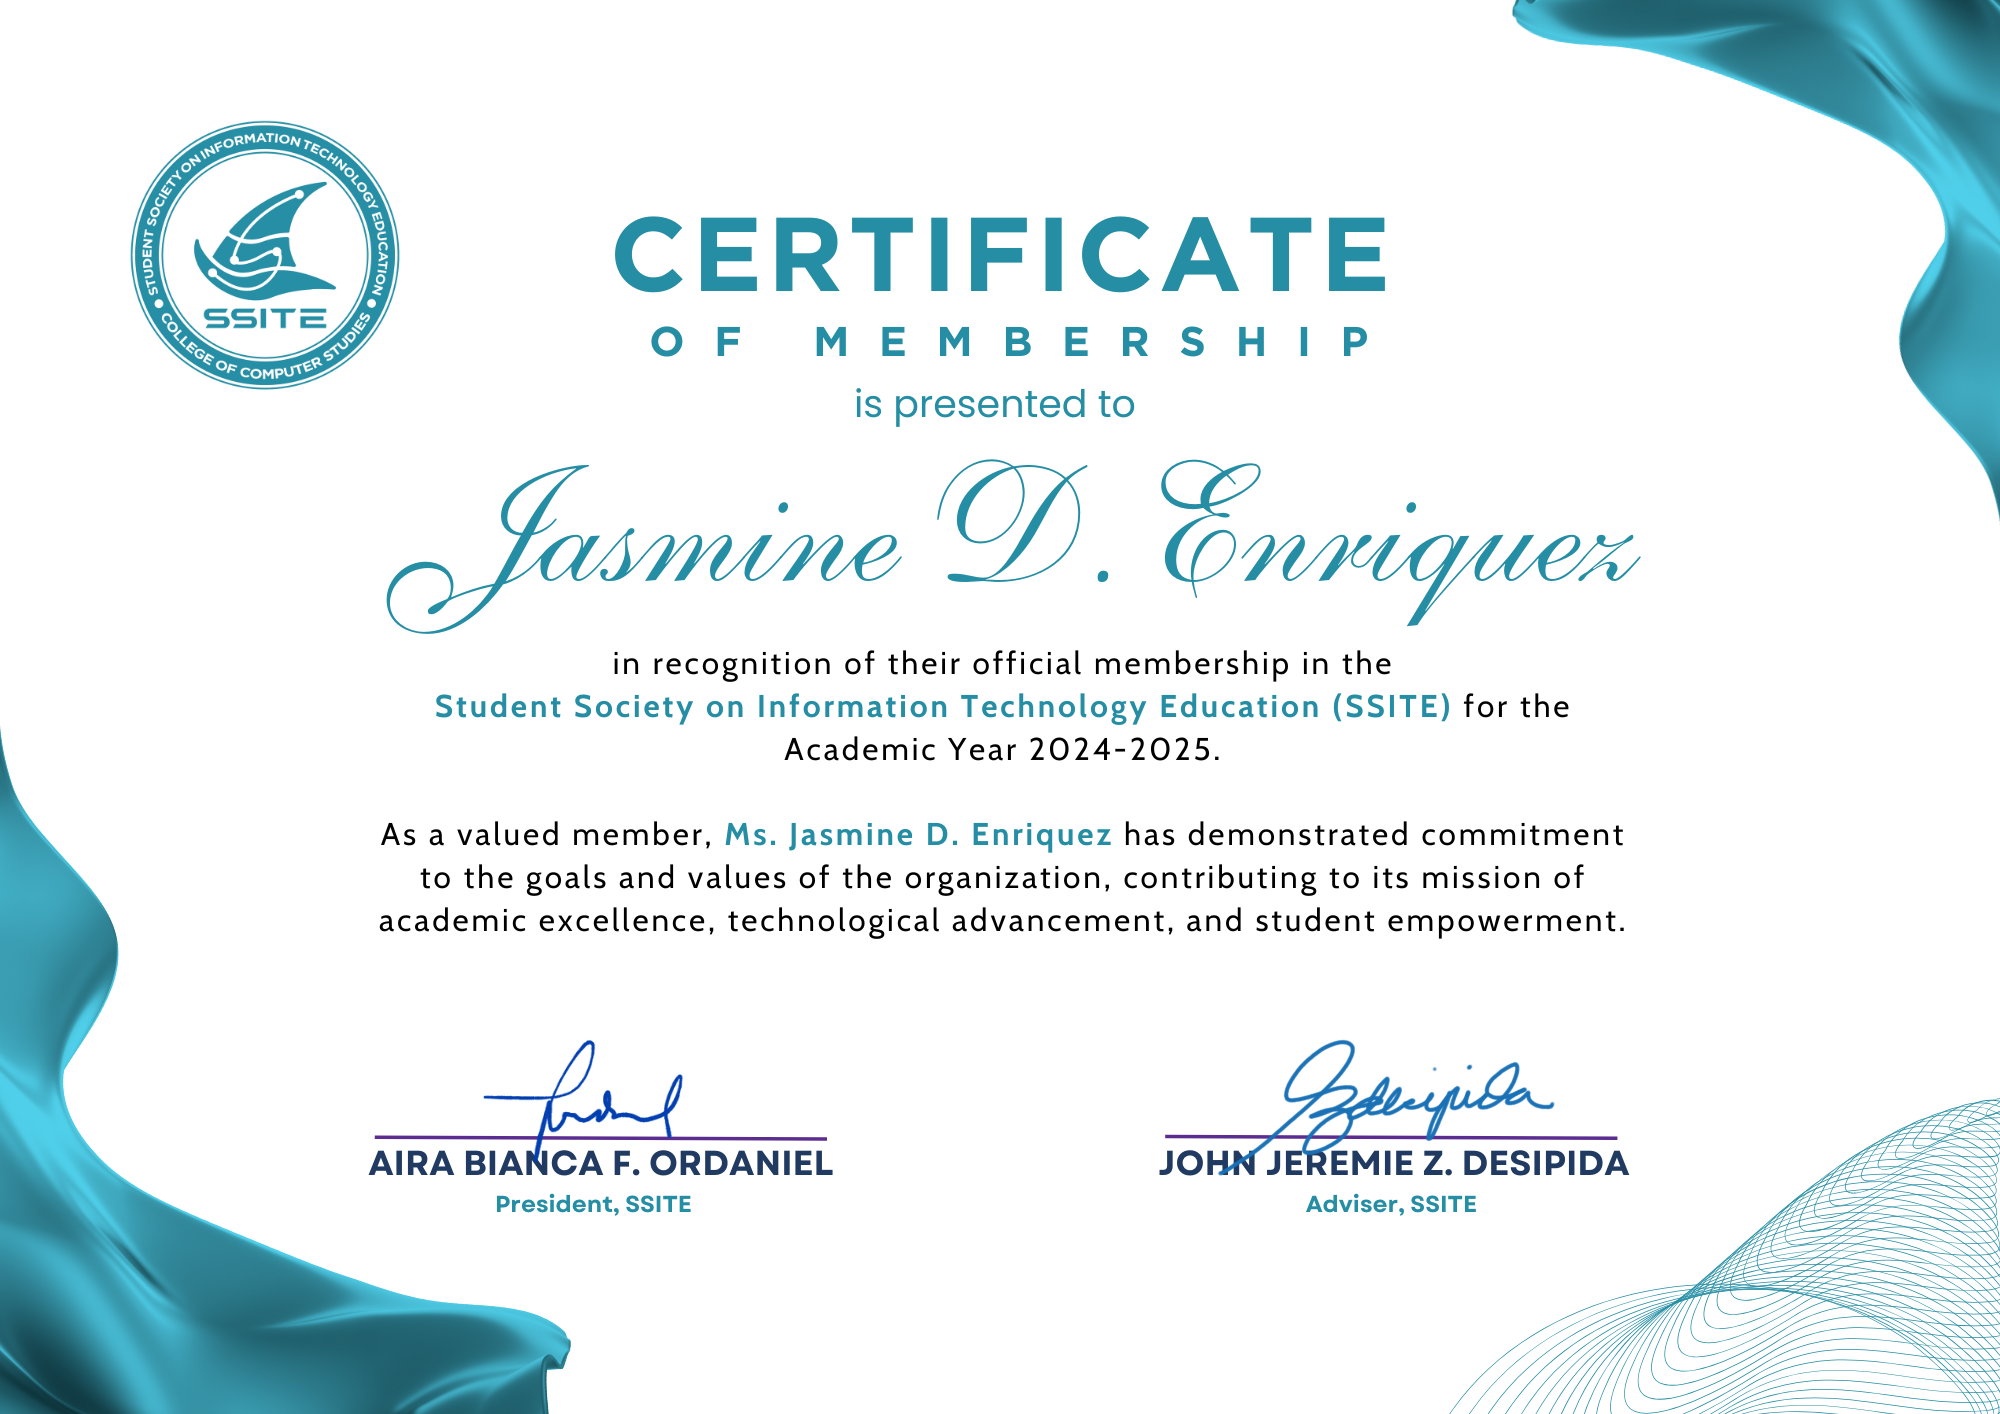 STUDENT SOCIETY ON INFORMATION TECHNOLOGY EDUCATION
SSITE
COLLEGE OF COMPUTER STUDIES
CERTIFICATE
OF MEMBERSHIP
is presented to
Jasmine D. Enriquez
in recognition of their official membership in the
Student Society on Information Technology Education (SSITE) for the
Academic Year 2024-2025.
As a valued member, Ms. Jasmine D. Enriquez has demonstrated commitment
to the goals and values of the organization, contributing to its mission of
academic excellence, technological advancement, and student empowerment.
AIRA BIANCA F. ORDANIEL
President, SSITE
JOHN JEREMIE Z. DESIPIDA
Adviser, SSITE